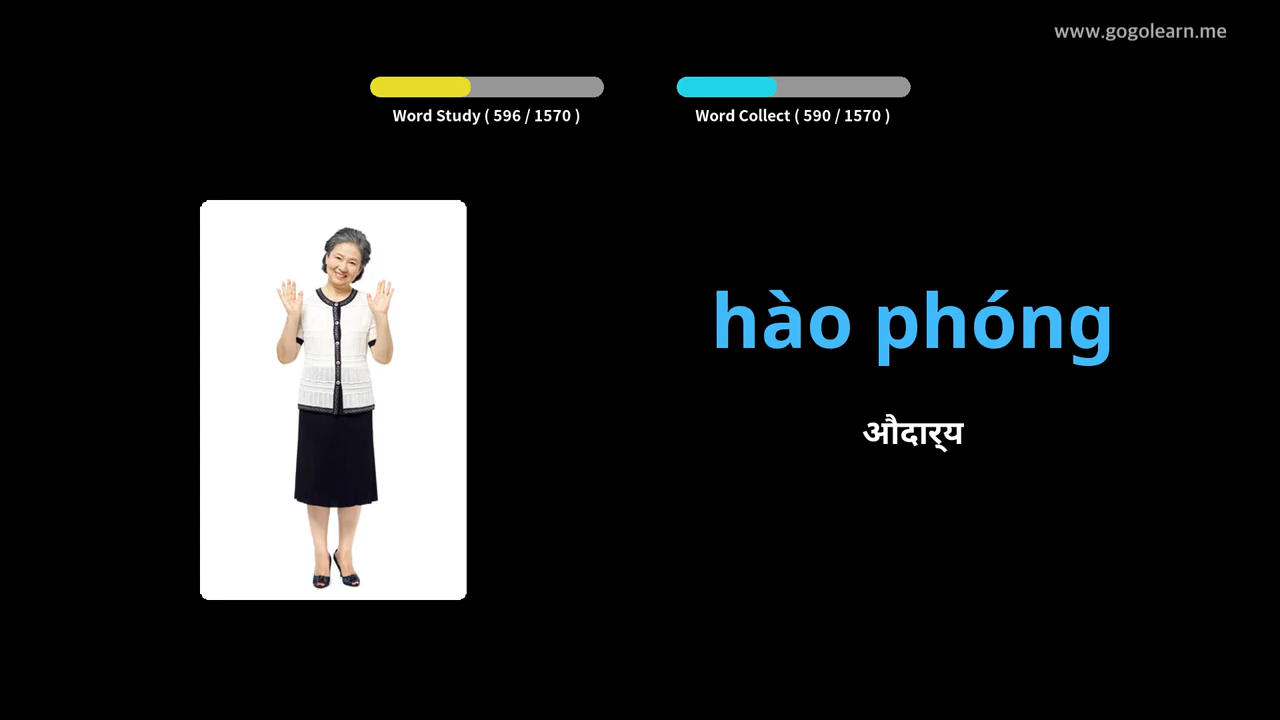 www.gogolearn.me
Word Study ( 596 / 1570 )
Word Collect ( 590 / 1570 )
hào phóng
औदार्य